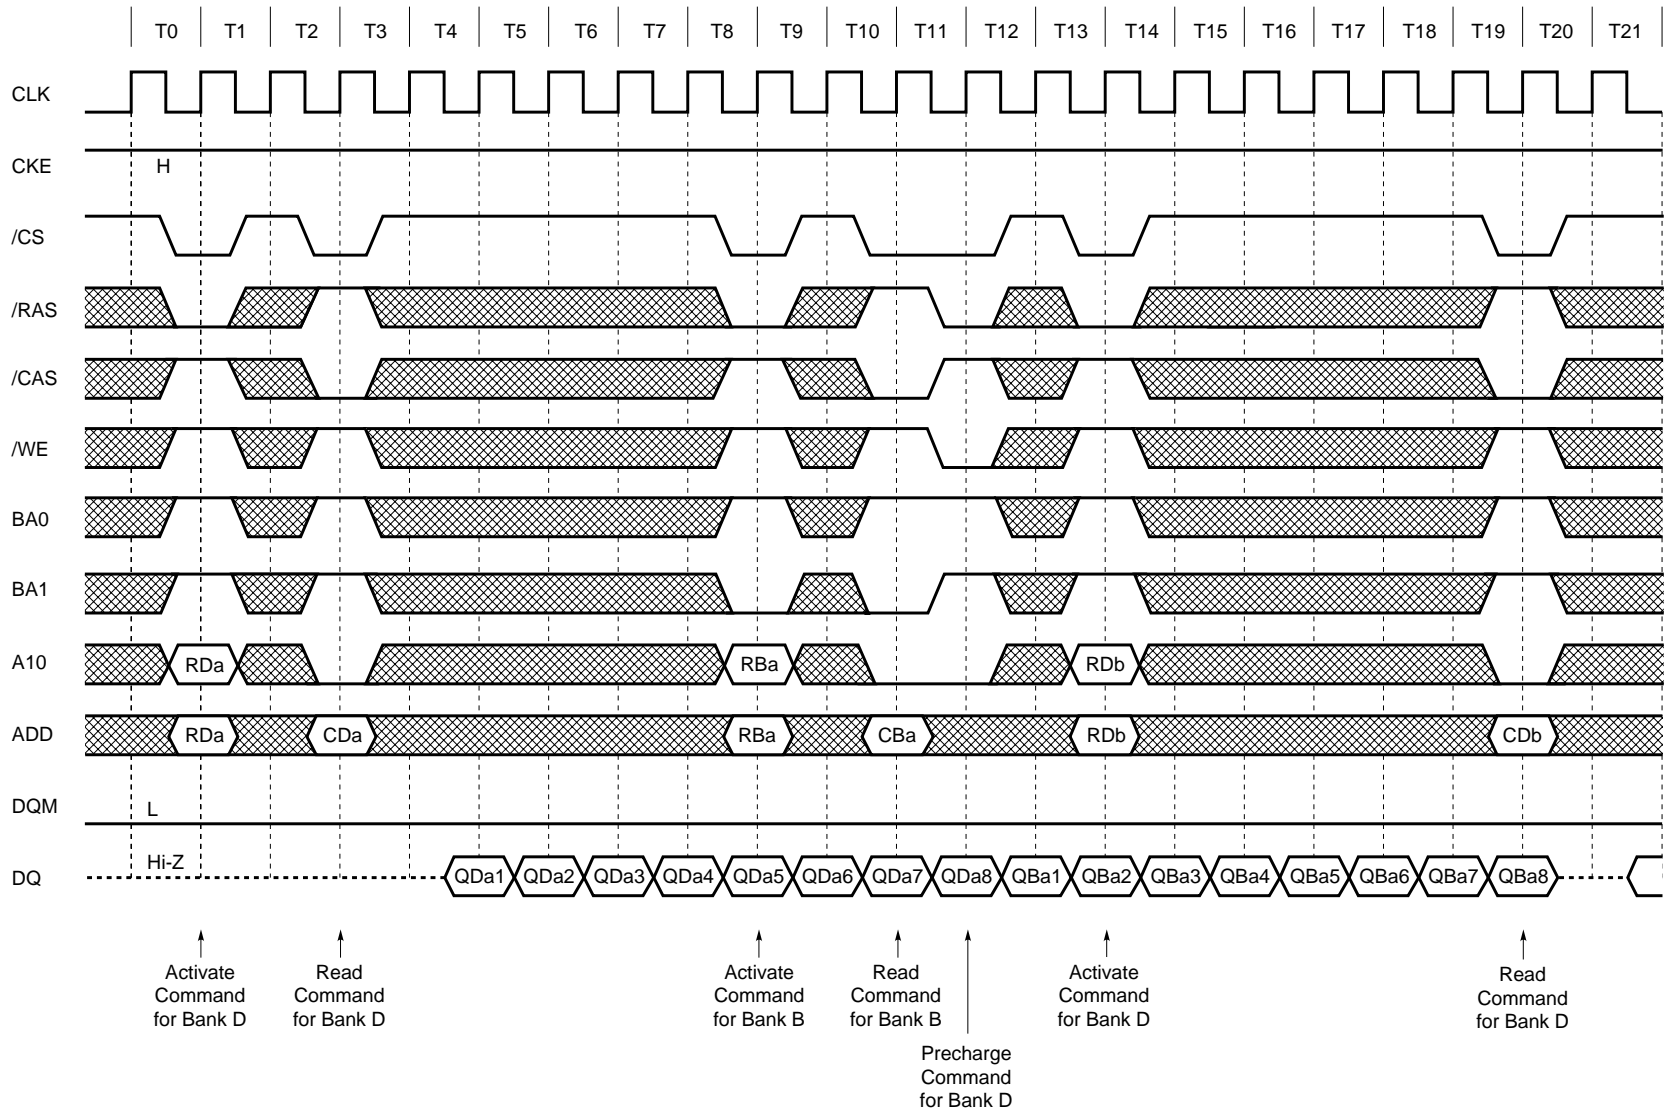 T0 T1 T2 T3 T4 T5 T6 T7 T8 T9 T10 T11 T12 T13 T14 T15 T16 T17 T18 T19 T20 T21
CLK
CKE H
/CS
/RAS
/CAS
/WE
BA0
BA1
A10 RDa RBa RDb
ADD RDa CDa RBa CBa RDb CDb
DQM L
DQ Hi-Z QDa1 QDa2 QDa3 QDa4 QDa5 QDa6 QDa7 QDa8 QBa1 QBa2 QBa3 QBa4 QBa5 QBa6 QBa7 QBa8
Activate
Command
for Bank D
Read
Command
for Bank D
Activate
Command
for Bank B
Read
Command
for Bank B
Precharge
Command
for Bank D
Activate
Command
for Bank D
Read
Command
for Bank D